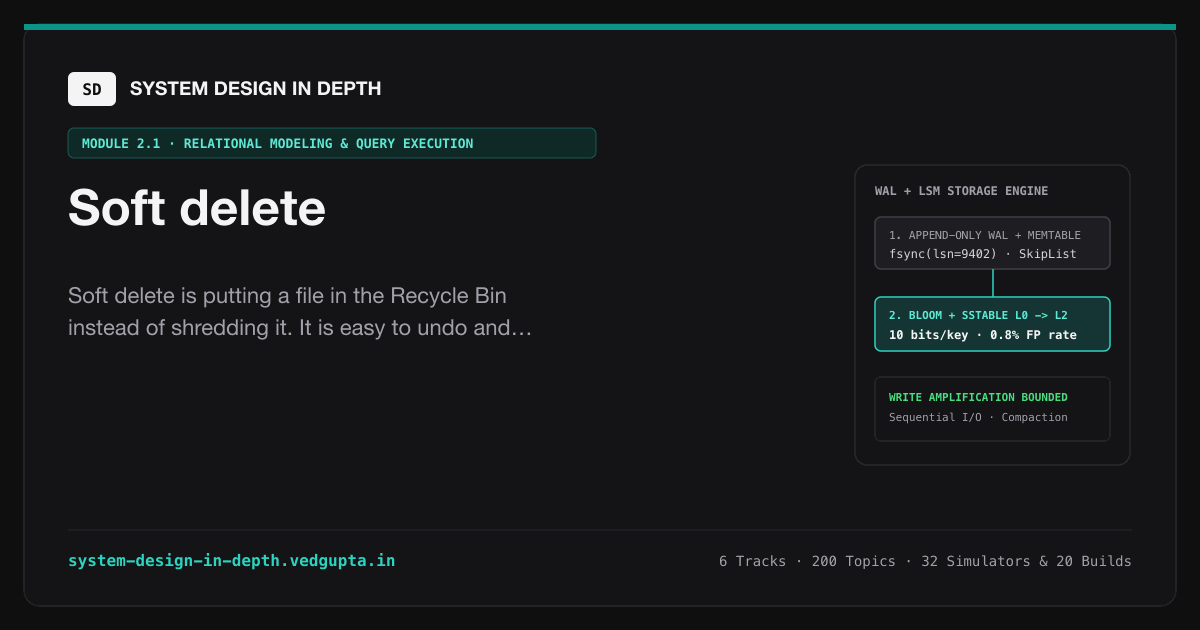 SD SYSTEM DESIGN IN DEPTH
MODULE 2.1 · RELATIONAL MODELING & QUERY EXECUTION
Soft delete
Soft delete is putting a file in the Recycle Bin
instead of shredding it. It is easy to undo and…
WAL + LSM STORAGE ENGINE
1. APPEND-ONLY WAL + MEMTABLE
fsync(lsn=9402) · SkipList
2. BLOOM + SSTABLE L0 -> L2
10 bits/key · 0.8% FP rate
WRITE AMPLIFICATION BOUNDED
Sequential I/O · Compaction
system-design-in-depth.vedgupta.in
6 Tracks · 200 Topics · 32 Simulators & 20 Builds